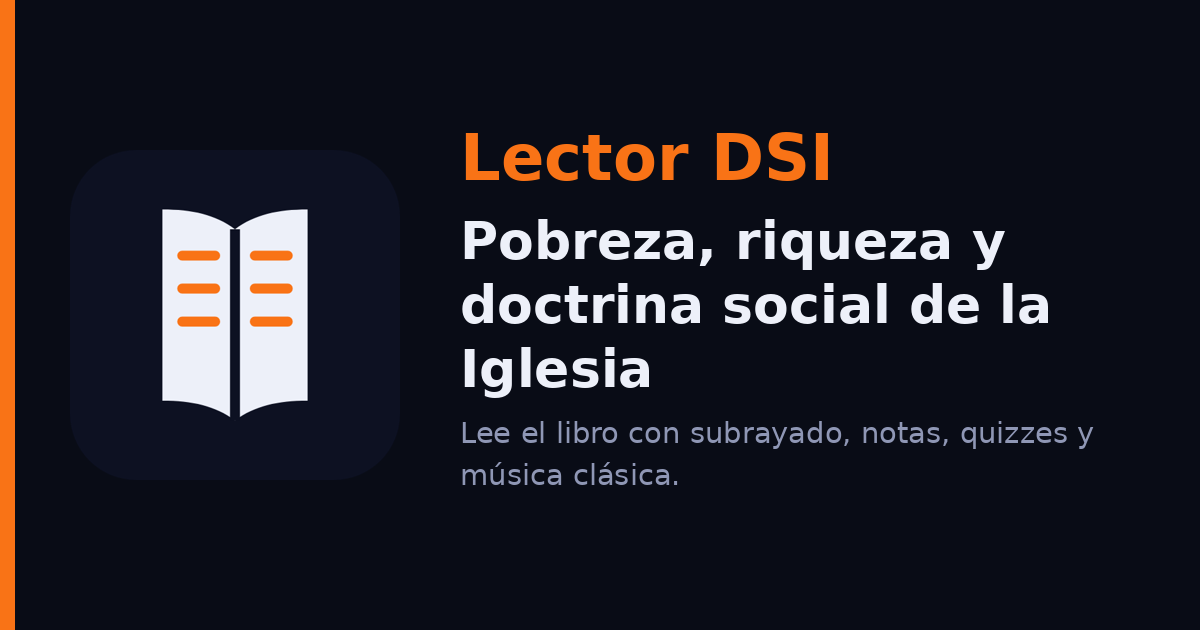 Lector DSI
Pobreza, riqueza y
doctrina social de la
Iglesia
Lee el libro con subrayado, notas, quizzes y
música clásica.